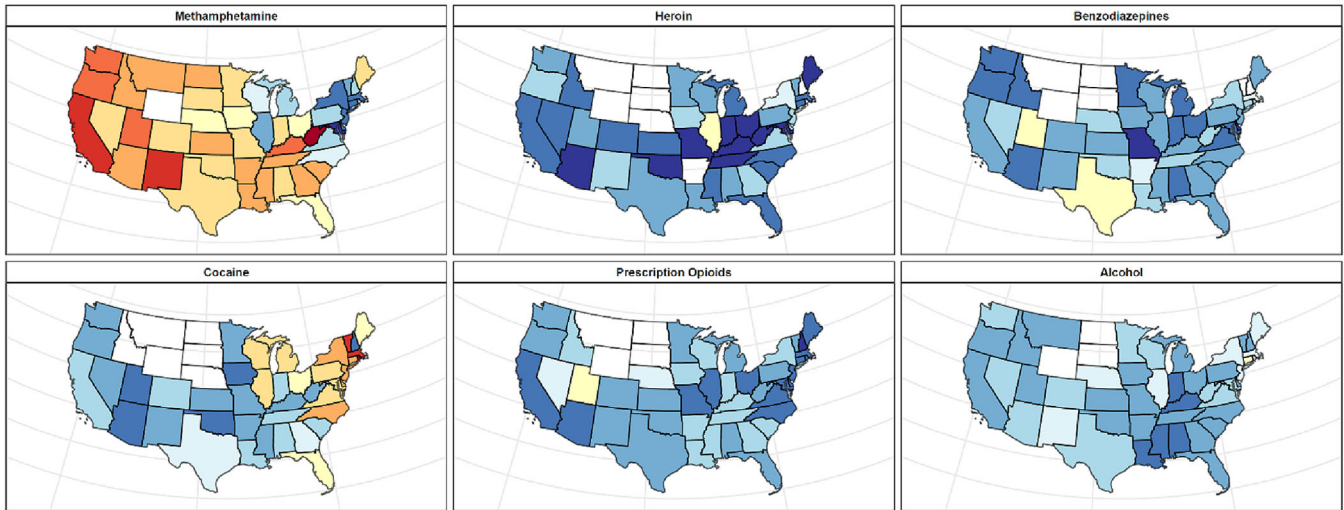 Methamphetamine
Heroin
Benzodiazepines
Cocaine
Prescription Opioids
Alcohol